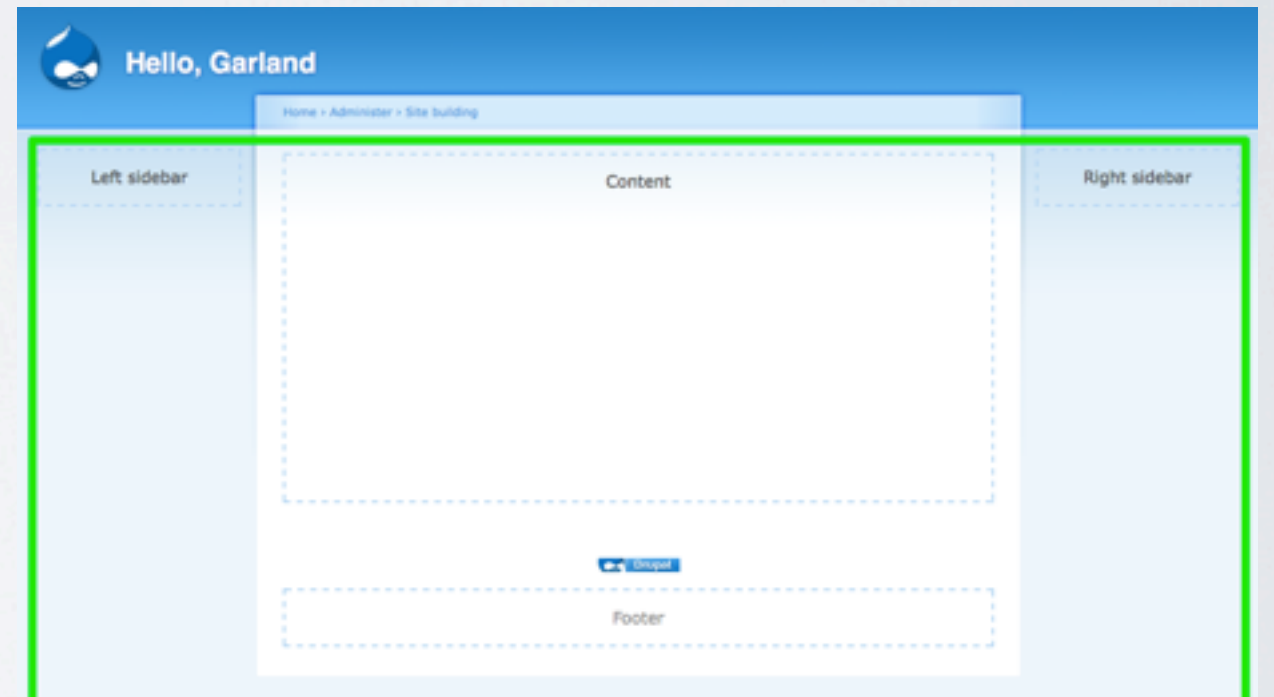 Hello, Garland
Home › Administer › Site building
Left sidebar
Content
Right sidebar
Drupal
Footer